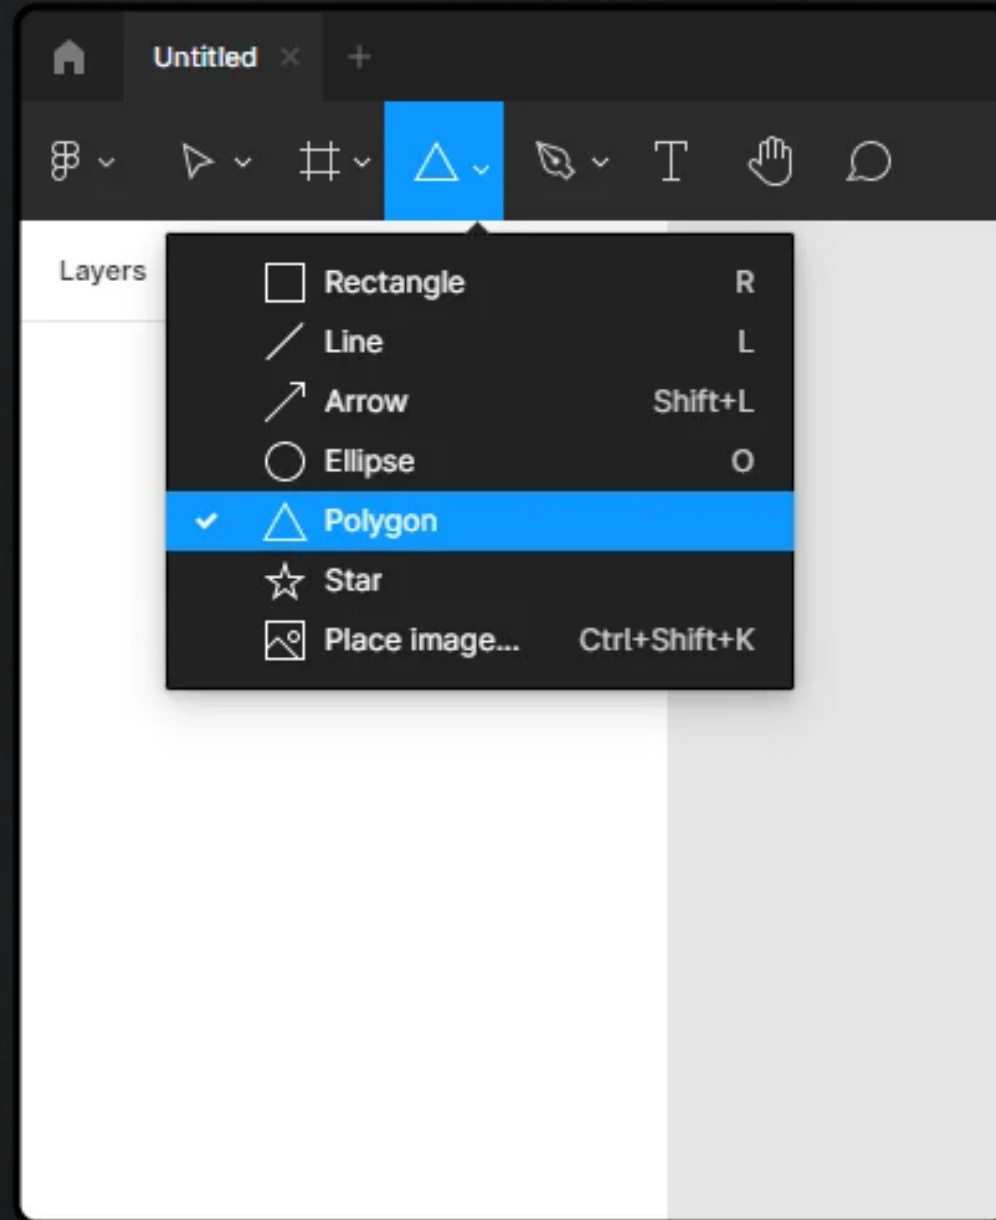 Untitled
Layers
Rectangle R
Line L
Arrow Shift+L
Ellipse O
Polygon
Star
Place image... Ctrl+Shift+K